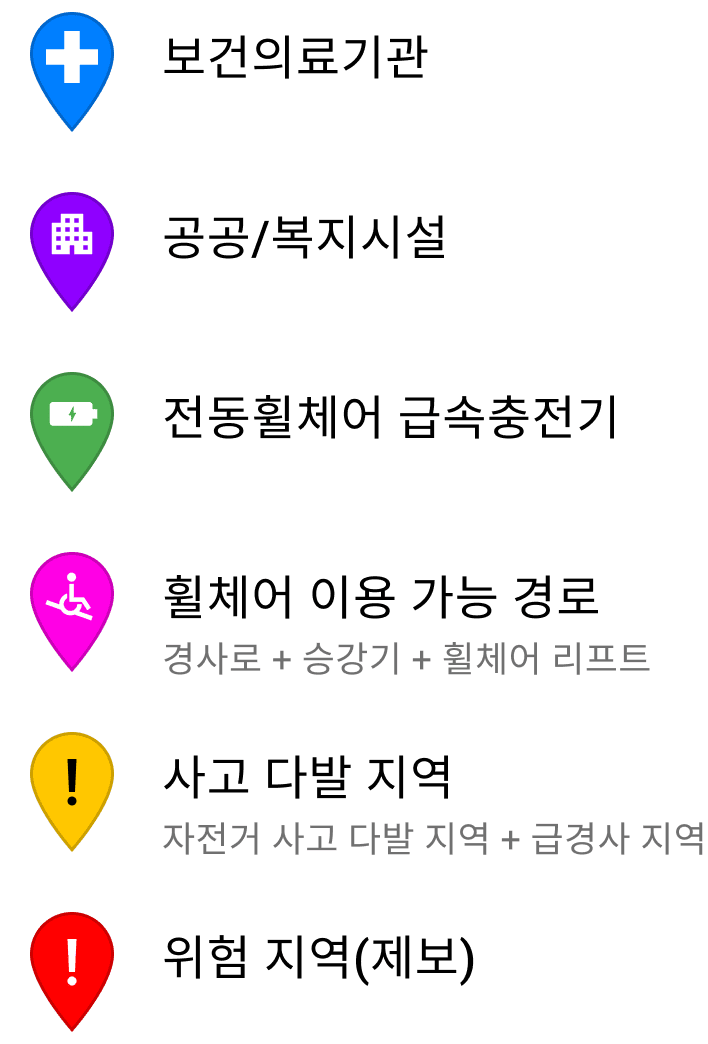 보건의료기관
공공/복지시설
전동휠체어 급속충전기
휠체어 이용 가능 경로
경사로 + 승강기 + 휠체어 리프트
사고 다발 지역
자전거 사고 다발 지역 + 급경사 지역
위험 지역(제보)